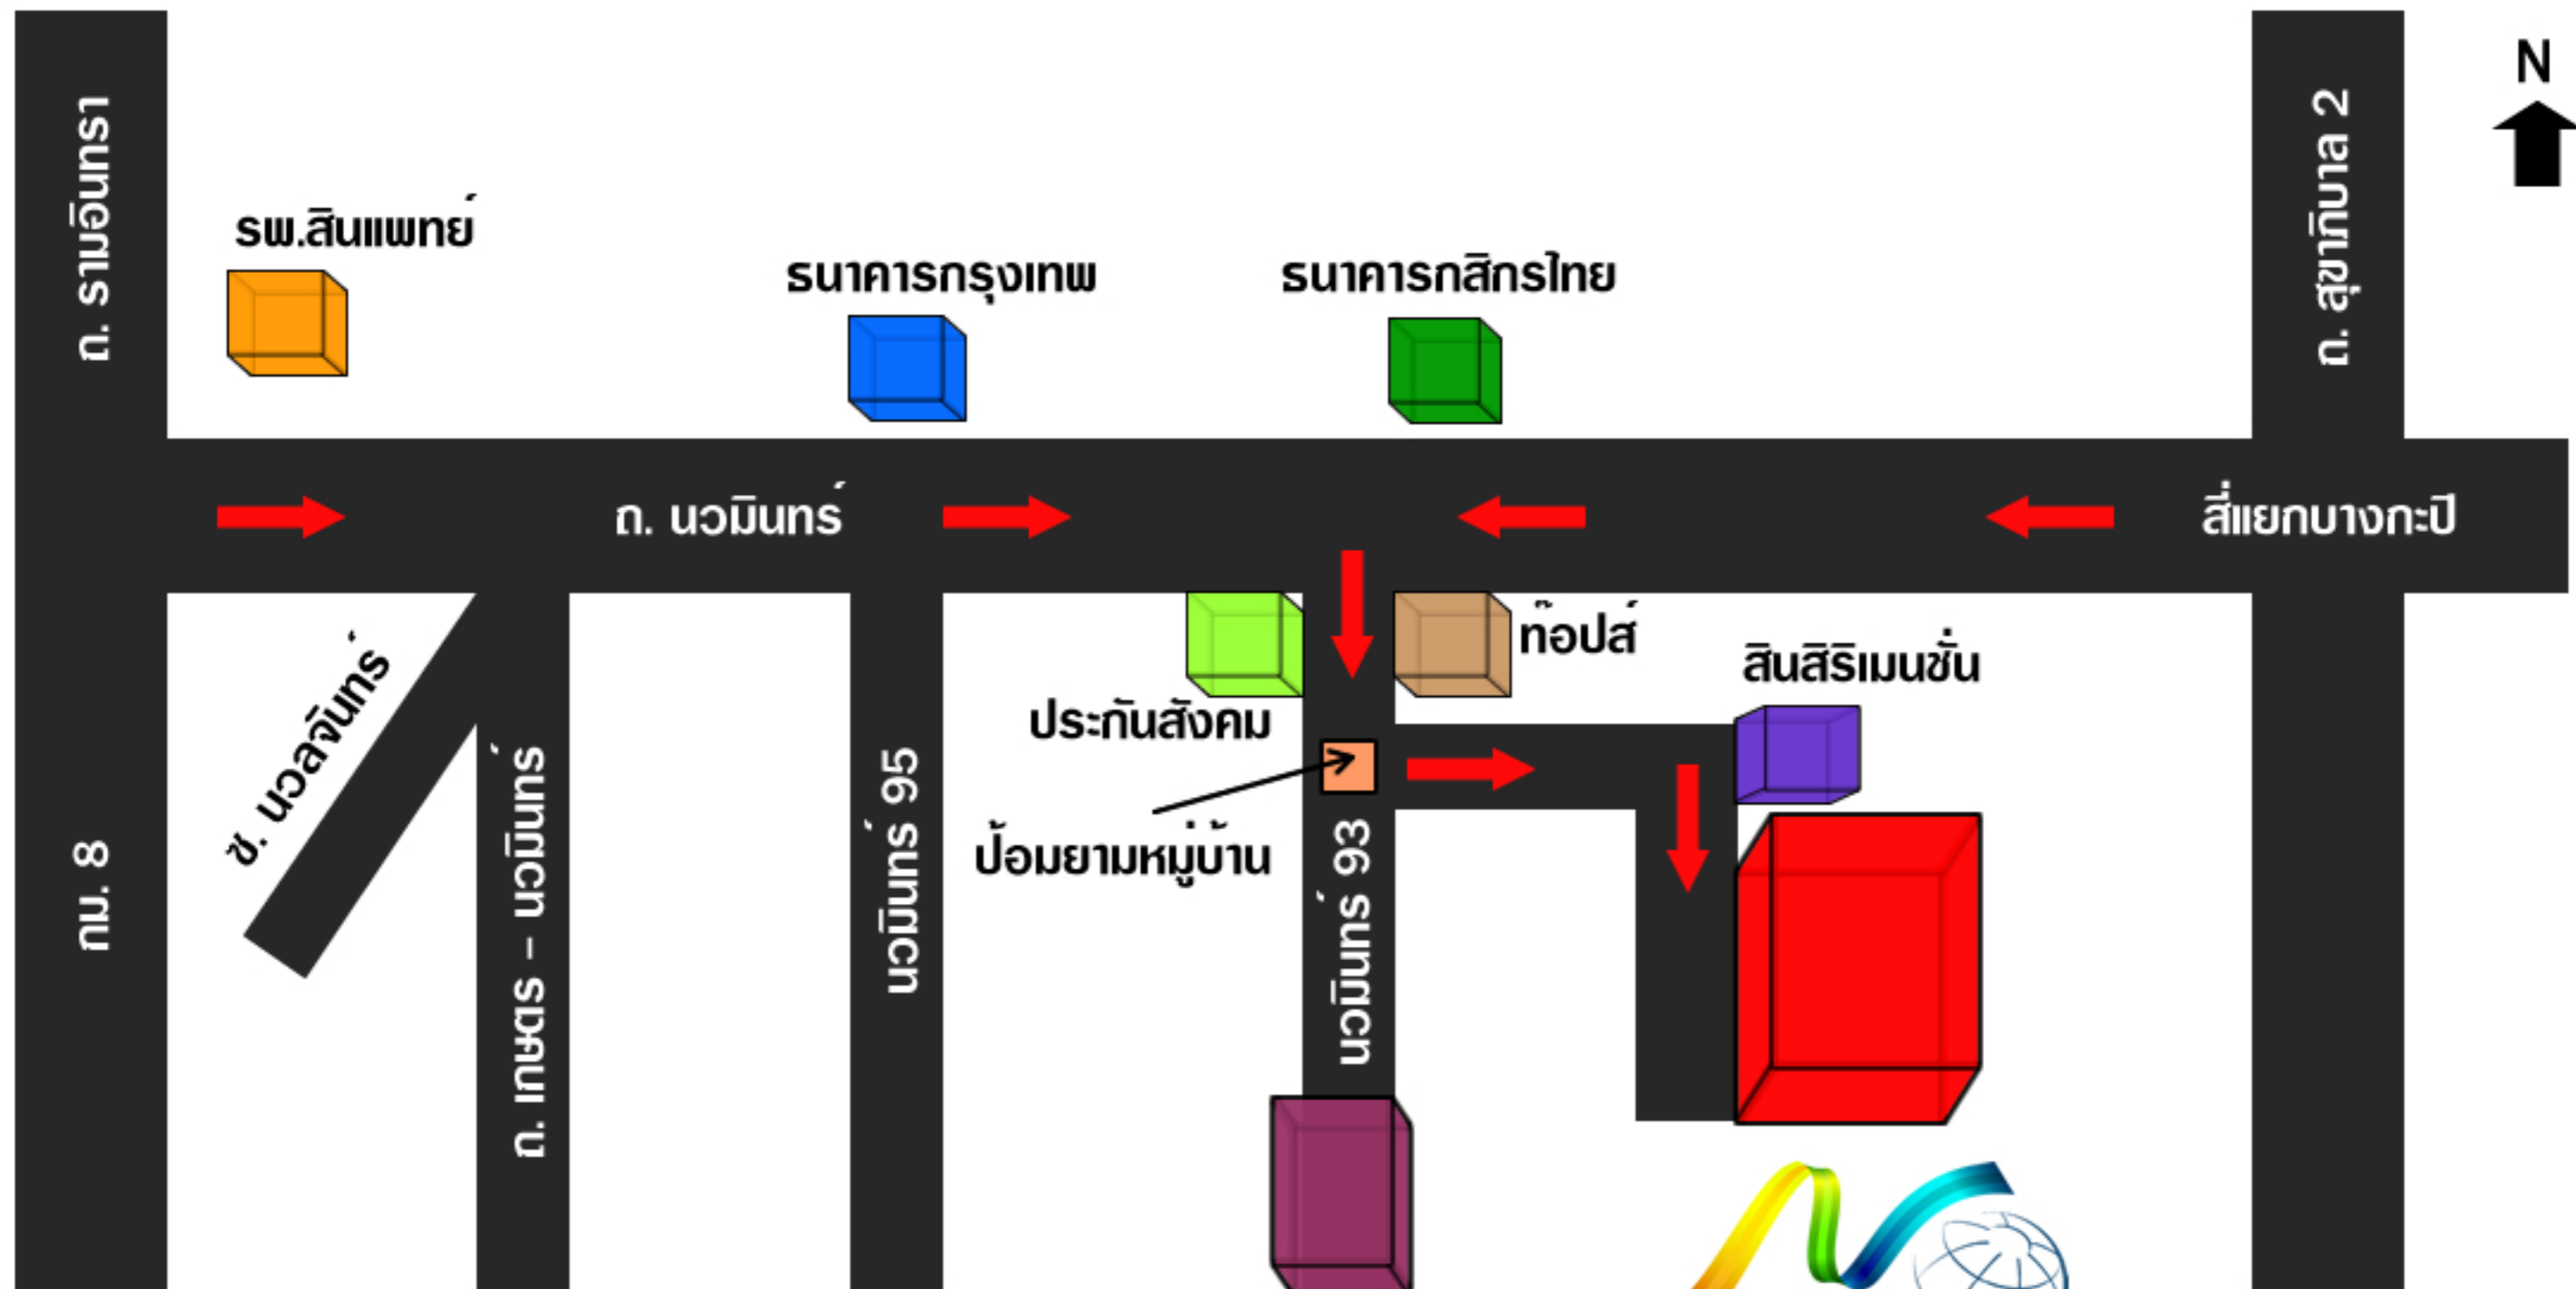 N
ถ. รามอินทรา
ถ. สุขาภิบาล 2
รพ.สินแพทย์
ธนาคารกรุงเทพ
ธนาคารกสิกรไทย
ถ. นวมินทร์
สี่แยกบางกะปิ
ท๊อปส์
สินสิริเมนชั่น
ประกันสังคม
ซ. นวลจันทร์
ป้อมยามหมู่บ้าน
กม. 8
ถ. เกษตร - นวมินทร์
นวมินทร์ 95
นวมินทร์ 93